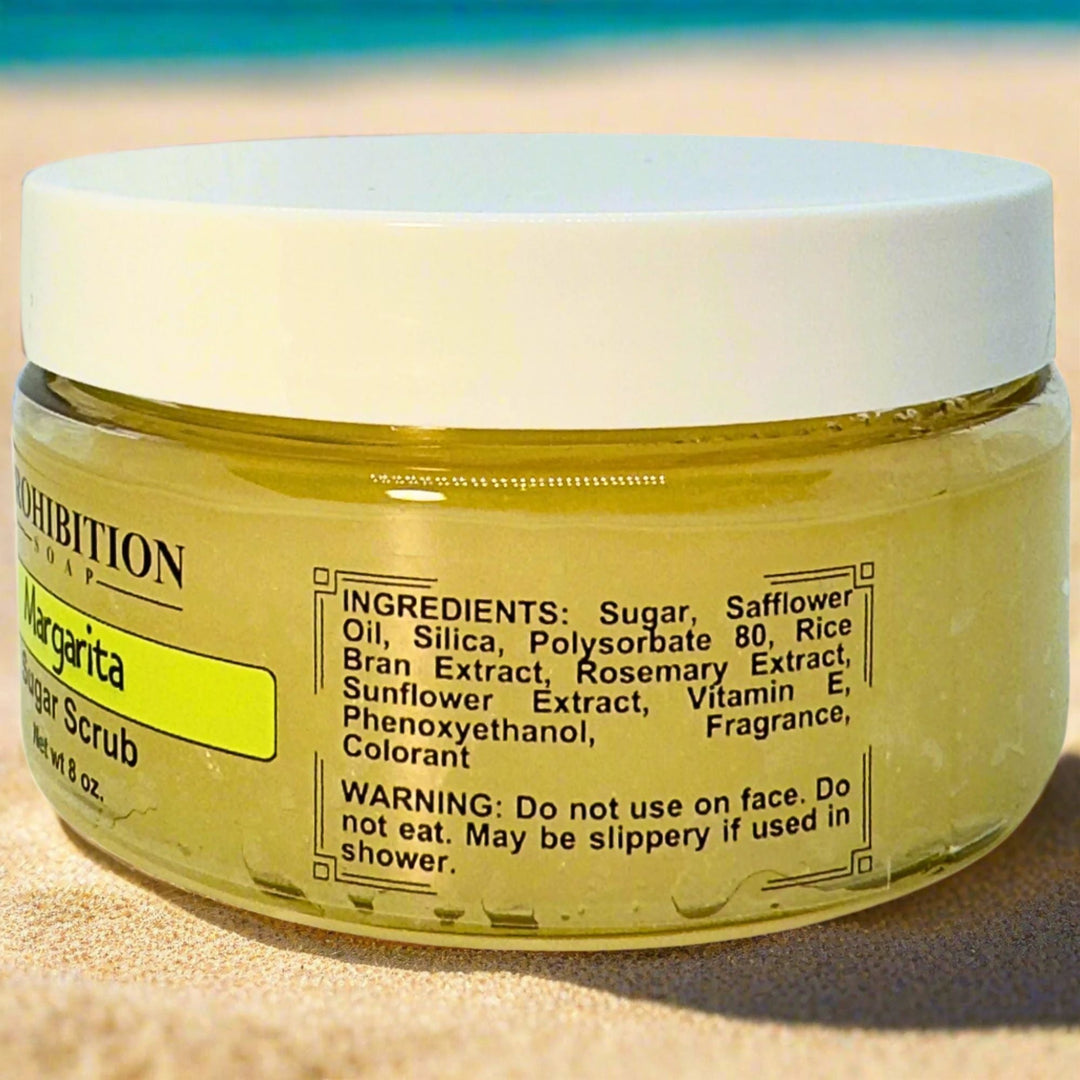 ROHIBITION
SOAP
Margarita
Sugar Scrub
Net wt 8 oz.
INGREDIENTS: Sugar, Safflower
Oil, Silica, Polysorbate 80, Rice
Bran Extract, Rosemary Extract,
Sunflower Extract, Vitamin E,
Phenoxyethanol, Fragrance,
Colorant
WARNING: Do not use on face. Do
not eat. May be slippery if used in
shower.